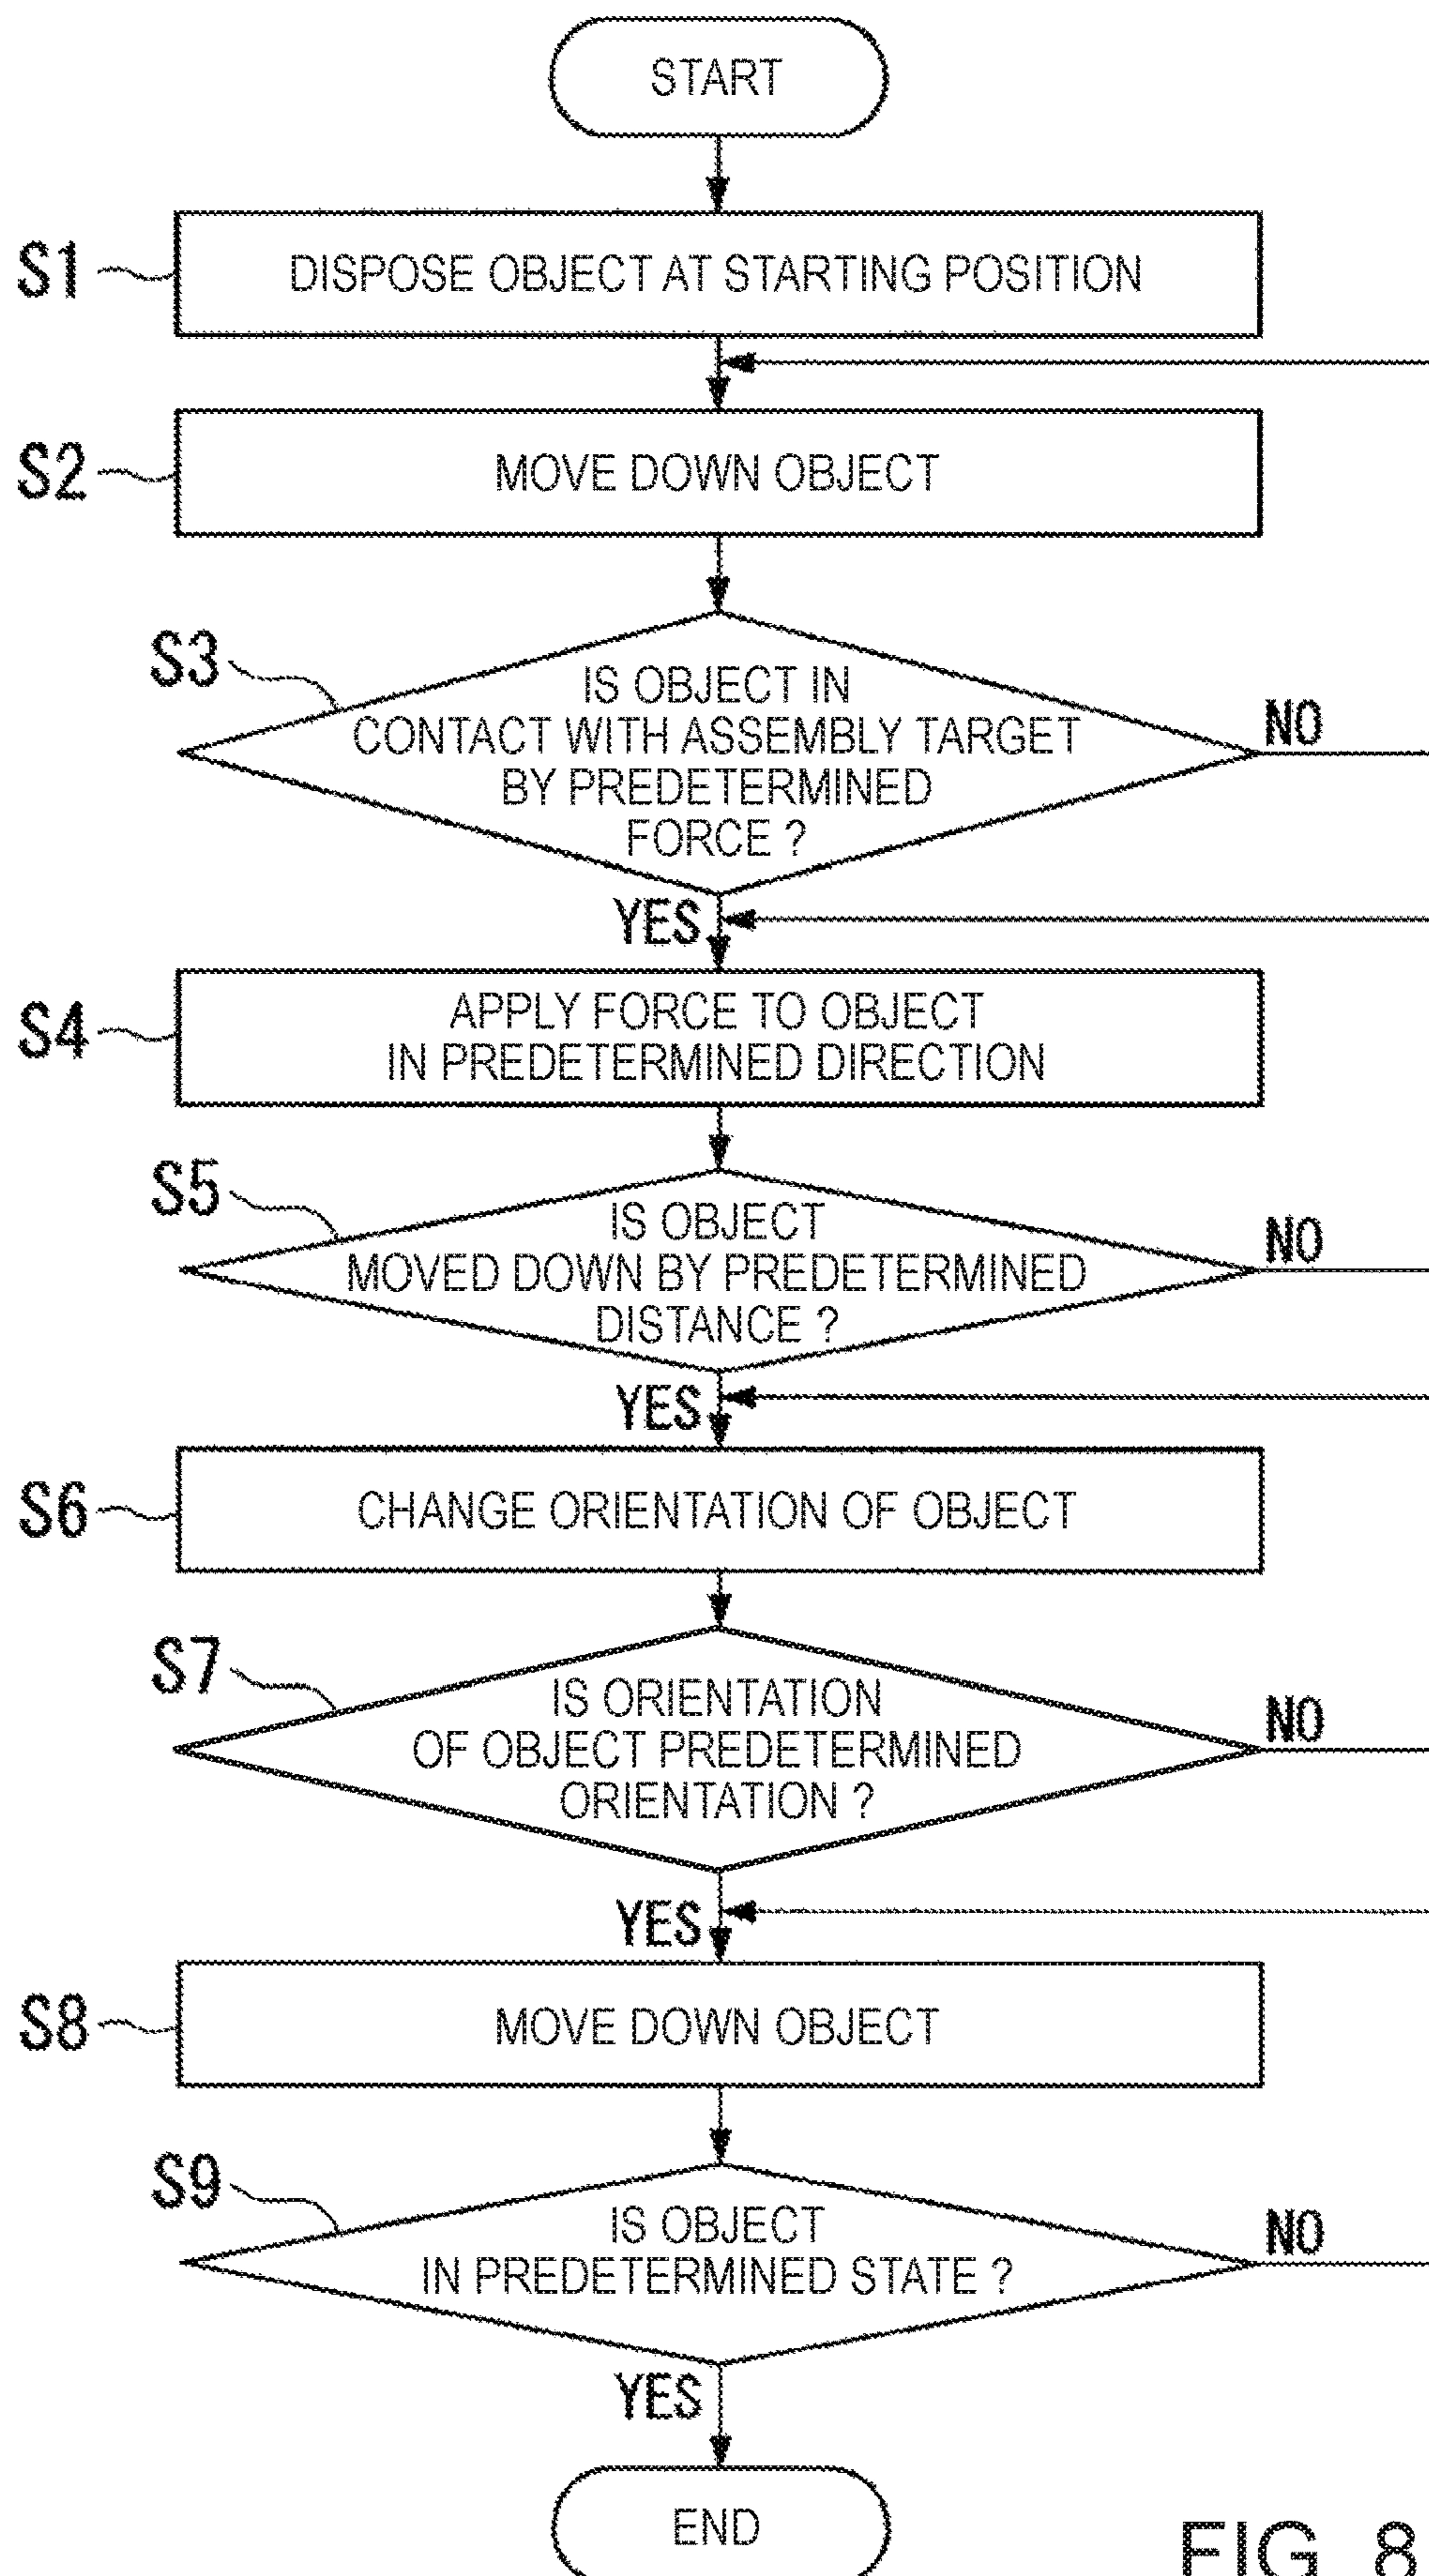 START
S1
DISPOSE OBJECT AT STARTING POSITION
S2
MOVE DOWN OBJECT
S3
IS OBJECT IN
CONTACT WITH ASSEMBLY TARGET
BY PREDETERMINED
FORCE ?
NO
YES
S4
APPLY FORCE TO OBJECT
IN PREDETERMINED DIRECTION
S5
IS OBJECT
MOVED DOWN BY PREDETERMINED
DISTANCE ?
NO
YES
S6
CHANGE ORIENTATION OF OBJECT
S7
IS ORIENTATION
OF OBJECT PREDETERMINED
ORIENTATION ?
NO
YES
S8
MOVE DOWN OBJECT
S9
IS OBJECT
IN PREDETERMINED STATE ?
NO
YES
END
FIG. 8